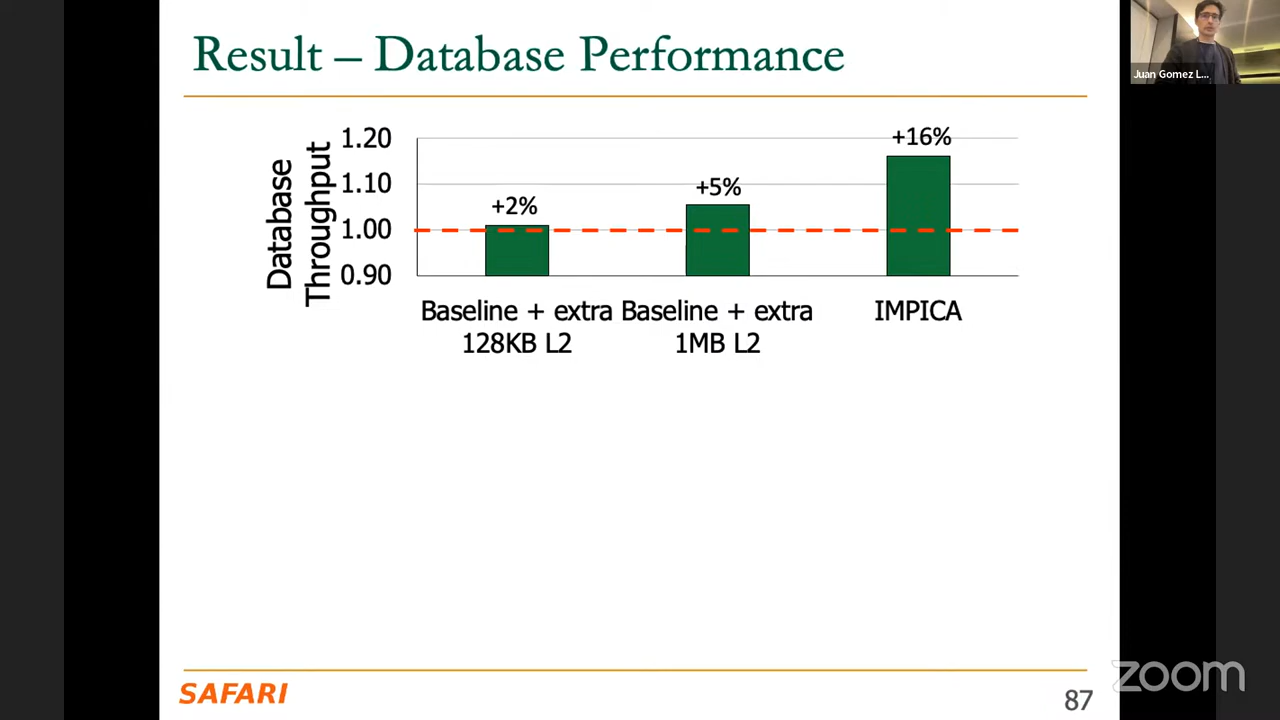 Result – Database Performance
Juan Gomez L...
Database
Throughput
1.20
1.10
1.00
0.90
+2%
+5%
+16%
Baseline + extra
128KB L2
Baseline + extra
1MB L2
IMPICA
SAFARI
87
zoom